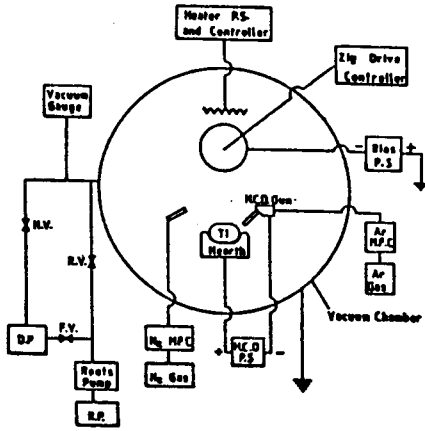 Heater P.S.
and Controller
Zig Drive
Controller
Vacuum
Gauge
- Bias +
P.S
H.C.D Gun
M.V.
R.V.
Ti
Hearth
Ar
M.F.C
Ar
Gas
Vacuum Chamber
D.P
F.V.
N₂ M.F.C
+ H.C.D -
P.S
Roots
Pump
N₂ Gas
R.P.